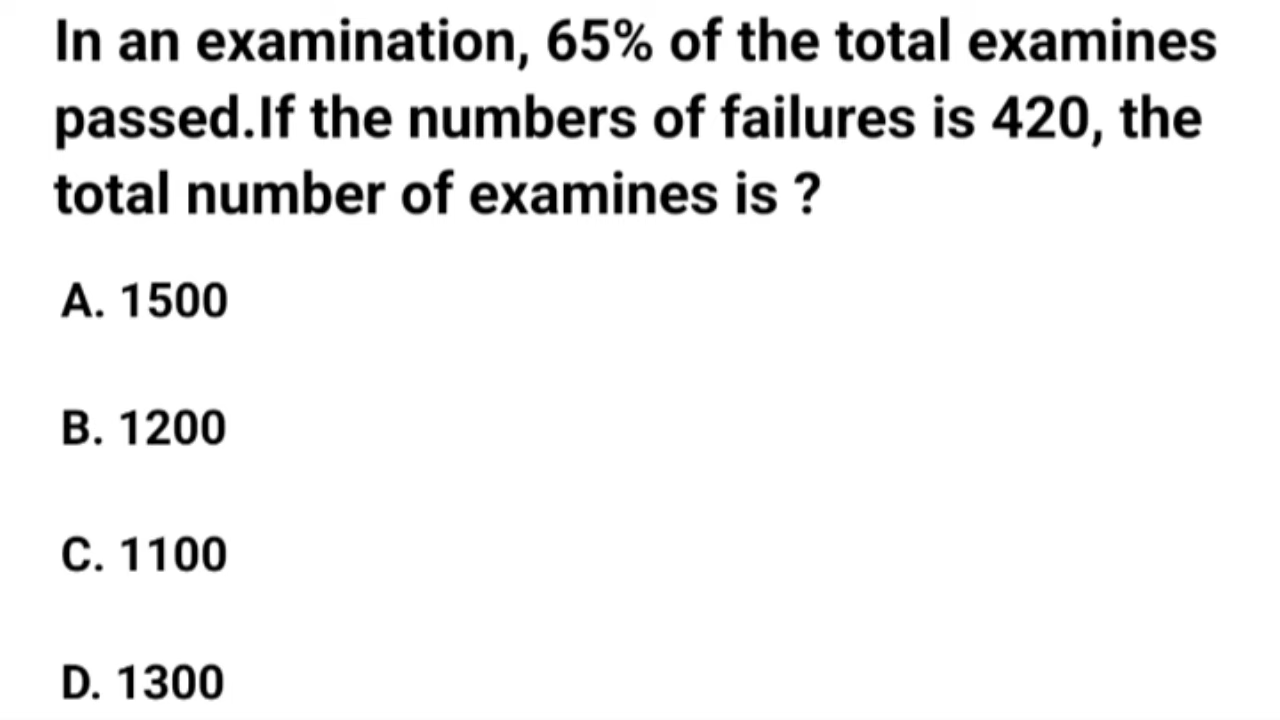 In an examination, 65% of the total examines
passed.If the numbers of failures is 420, the
total number of examines is ?
A. 1500
B. 1200
C. 1100
D. 1300